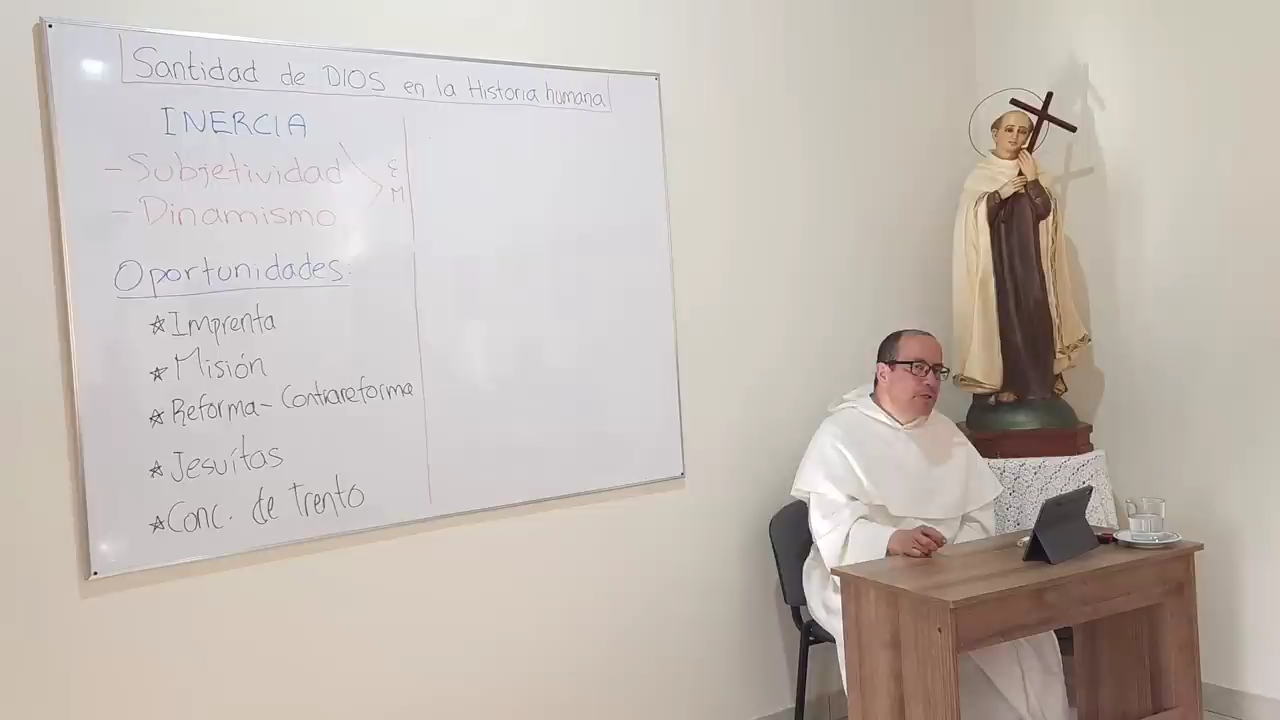 Santidad de DIOS en la Historia humana
INERCIA
- Subjetividad
- Dinamismo
E
M
Oportunidades:
☆ Imprenta
☆ Misión
☆ Reforma - Contrareforma
☆ Jesuítas
☆ Conc. de Trento